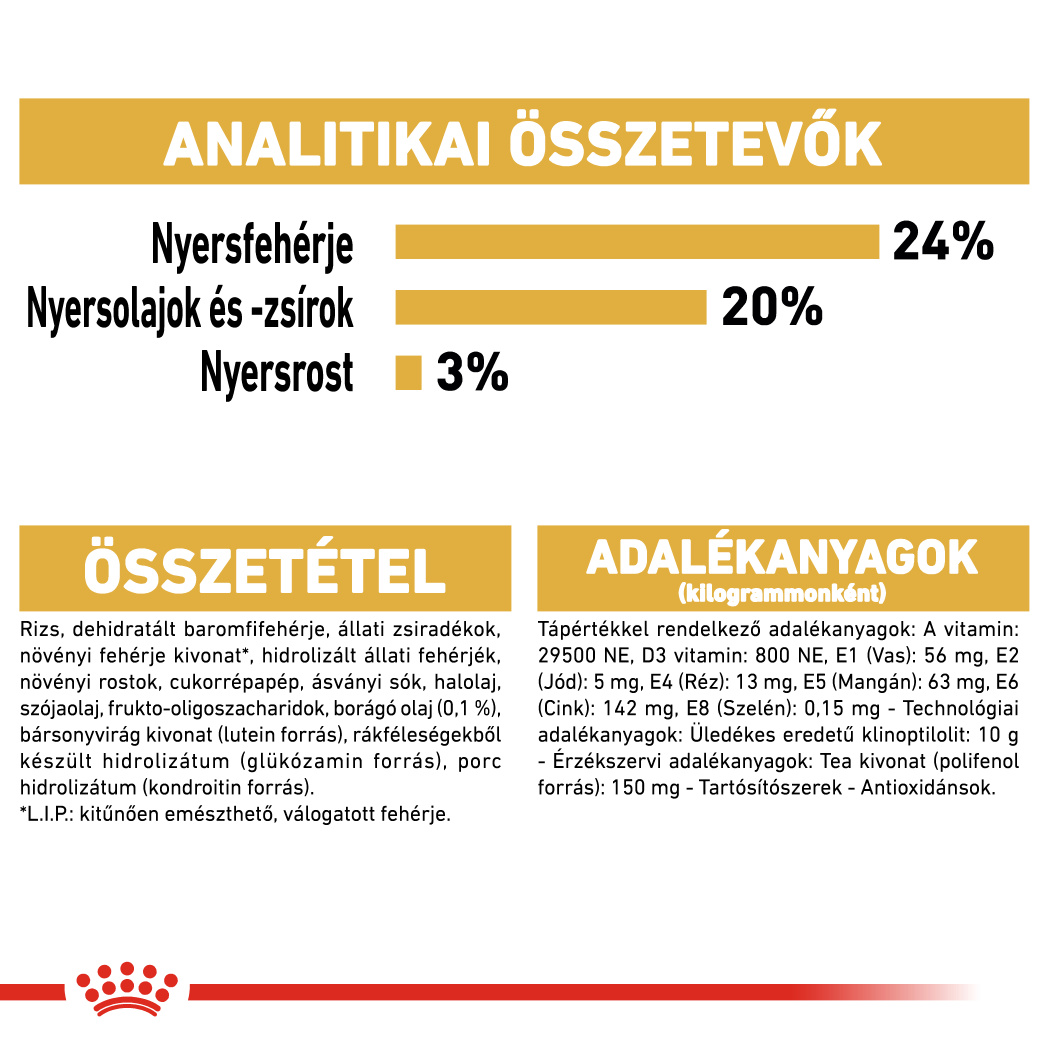 ANALITIKAI ÖSSZETEVŐK
Nyersfehérje 24%
Nyersolajok és -zsírok 20%
Nyersrost 3%
ÖSSZETÉTEL
Rizs, dehidratált baromfifehérje, állati zsiradékok,
növényi fehérje kivonat*, hidrolizált állati fehérjék,
növényi rostok, cukorrépapép, ásványi sók, halolaj,
szójaolaj, frukto-oligoszacharidok, borágó olaj (0,1 %),
bársonyvirág kivonat (lutein forrás), rákféleségekből
készült hidrolizátum (glükózamin forrás), porc
hidrolizátum (kondroitin forrás).
*L.I.P.: kitűnően emészthető, válogatott fehérje.
ADALÉKANYAGOK
(kilogrammonként)
Tápértékkel rendelkező adalékanyagok: A vitamin:
29500 NE, D3 vitamin: 800 NE, E1 (Vas): 56 mg, E2
(Jód): 5 mg, E4 (Réz): 13 mg, E5 (Mangán): 63 mg, E6
(Cink): 142 mg, E8 (Szelén): 0,15 mg - Technológiai
adalékanyagok: Üledékes eredetű klinoptilolit: 10 g
- Érzékszervi adalékanyagok: Tea kivonat (polifenol
forrás): 150 mg - Tartósítószerek - Antioxidánsok.